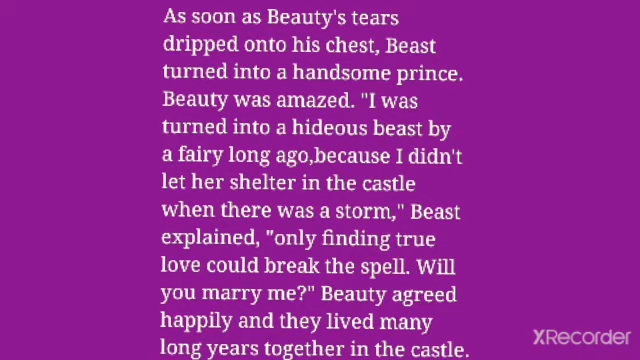 As soon as Beauty's tears
dripped onto his chest, Beast
turned into a handsome prince.
Beauty was amazed. "I was
turned into a hideous beast by
a fairy long ago,because I didn't
let her shelter in the castle
when there was a storm," Beast
explained, "only finding true
love could break the spell. Will
you marry me?" Beauty agreed
happily and they lived many
long years together in the castle.
XRecorder